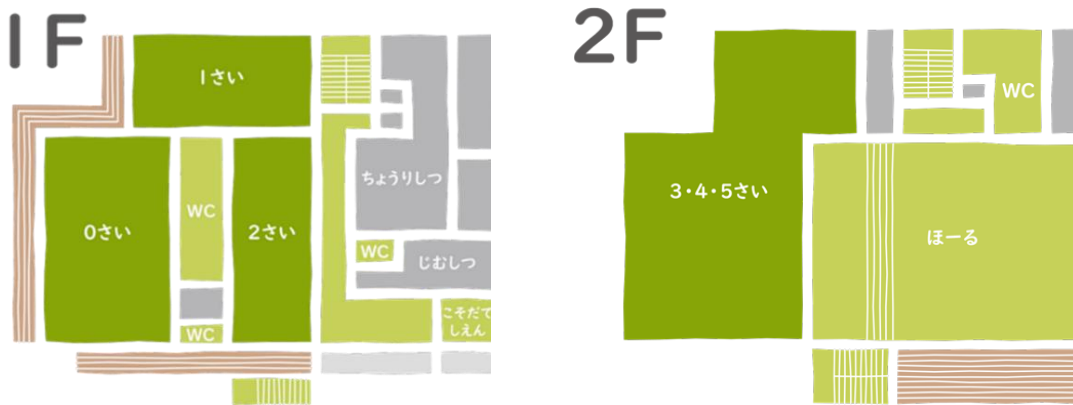 1F
1さい
ちょうりしつ
0さい
WC
2さい
WC
じむしつ
WC
こそだて
しえん
2F
WC
3・4・5さい
ほーる